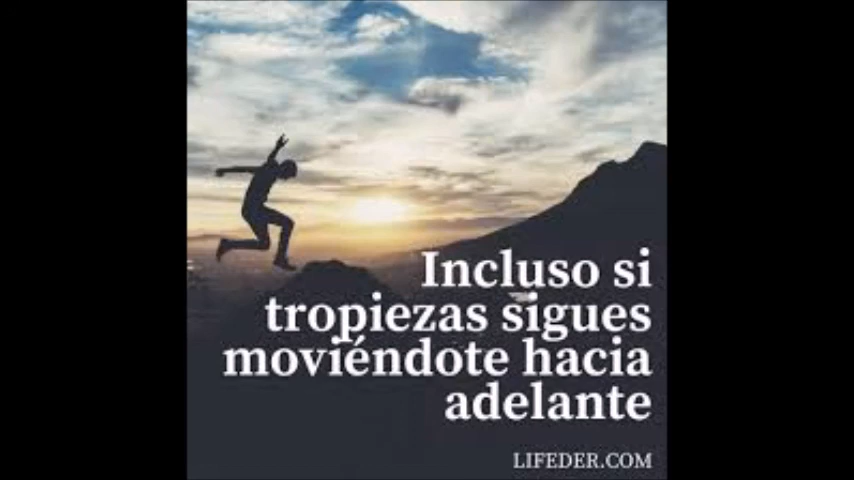 Incluso si
tropiezas sigues
moviéndote hacia
adelante
LIFEDER.COM